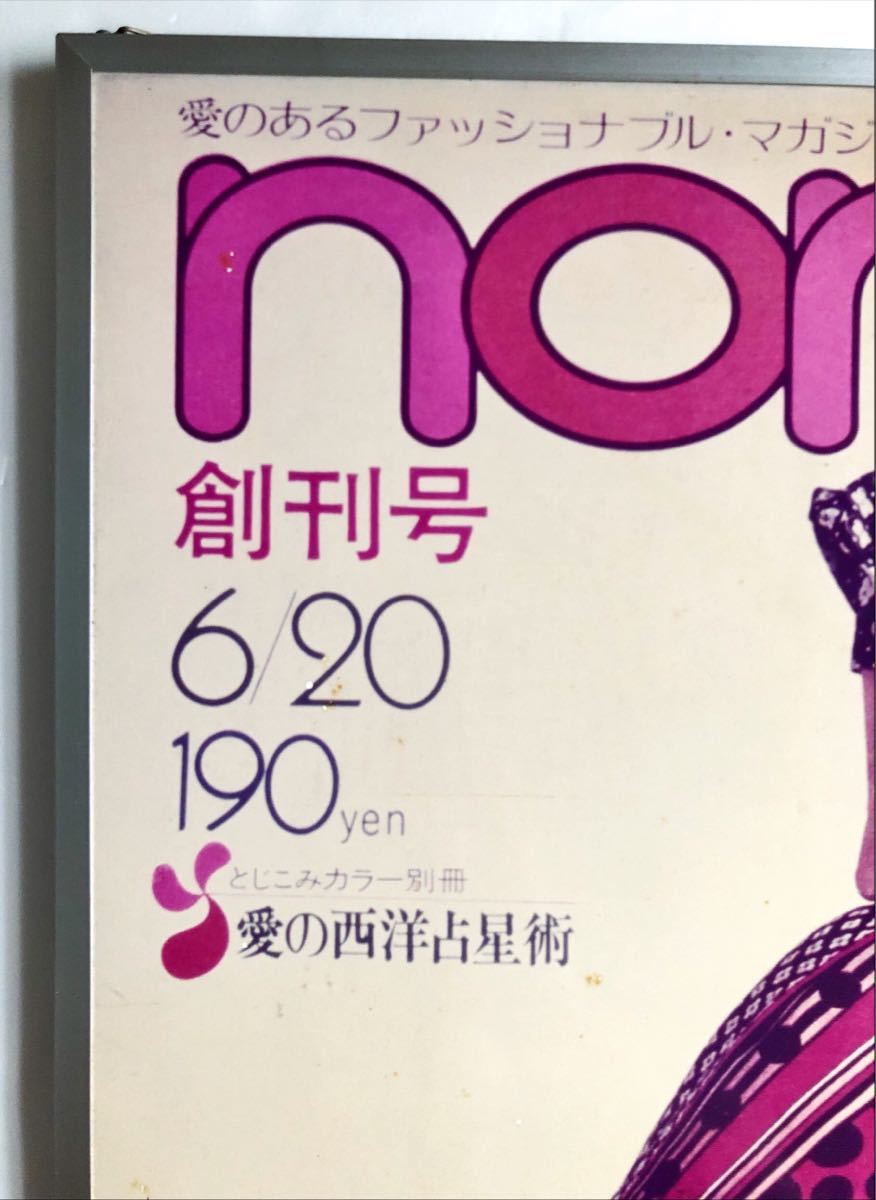 愛のあるファッショナブル・マガジ
non
創刊号
6/20
190yen
とじこみカラー別冊
愛の西洋占星術